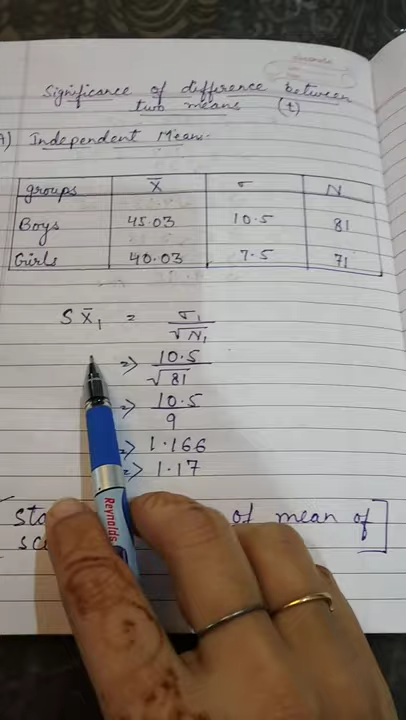 Significance of difference between
two means (t)
A) Independent Mean-
groups X̄ σ N
Boys 45.03 10.5 81
Girls 40.03 7.5 71
S X̄₁ = σ₁/√N₁
=> 10.5/√81
=> 10.5/9
=> 1.166
=> 1.17
of mean of
Reynolds